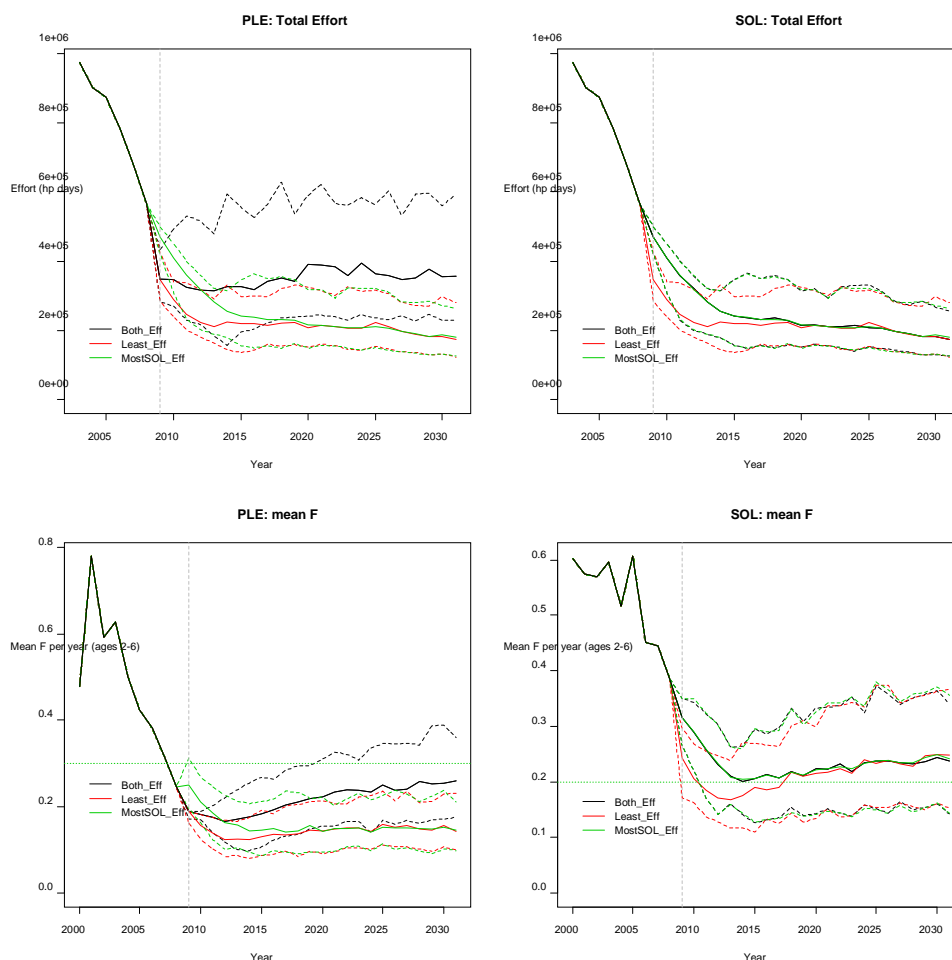 PLE: Total Effort
1e+06
8e+05
6e+05
Effort (hp days)
4e+05
2e+05
0e+00
Both_Eff
Least_Eff
MostSOL_Eff
2005 2010 2015 2020 2025 2030
Year
SOL: Total Effort
1e+06
8e+05
6e+05
Effort (hp days)
4e+05
2e+05
0e+00
Both_Eff
Least_Eff
MostSOL_Eff
2005 2010 2015 2020 2025 2030
Year
PLE: mean F
0.8
0.6
Mean F per year (ages 2-6)
0.4
0.2
0.0
Both_Eff
Least_Eff
MostSOL_Eff
2000 2005 2010 2015 2020 2025 2030
Year
SOL: mean F
0.6
0.5
Mean F per year (ages 2-6)
0.4
0.3
0.2
0.1
0.0
Both_Eff
Least_Eff
MostSOL_Eff
2000 2005 2010 2015 2020 2025 2030
Year